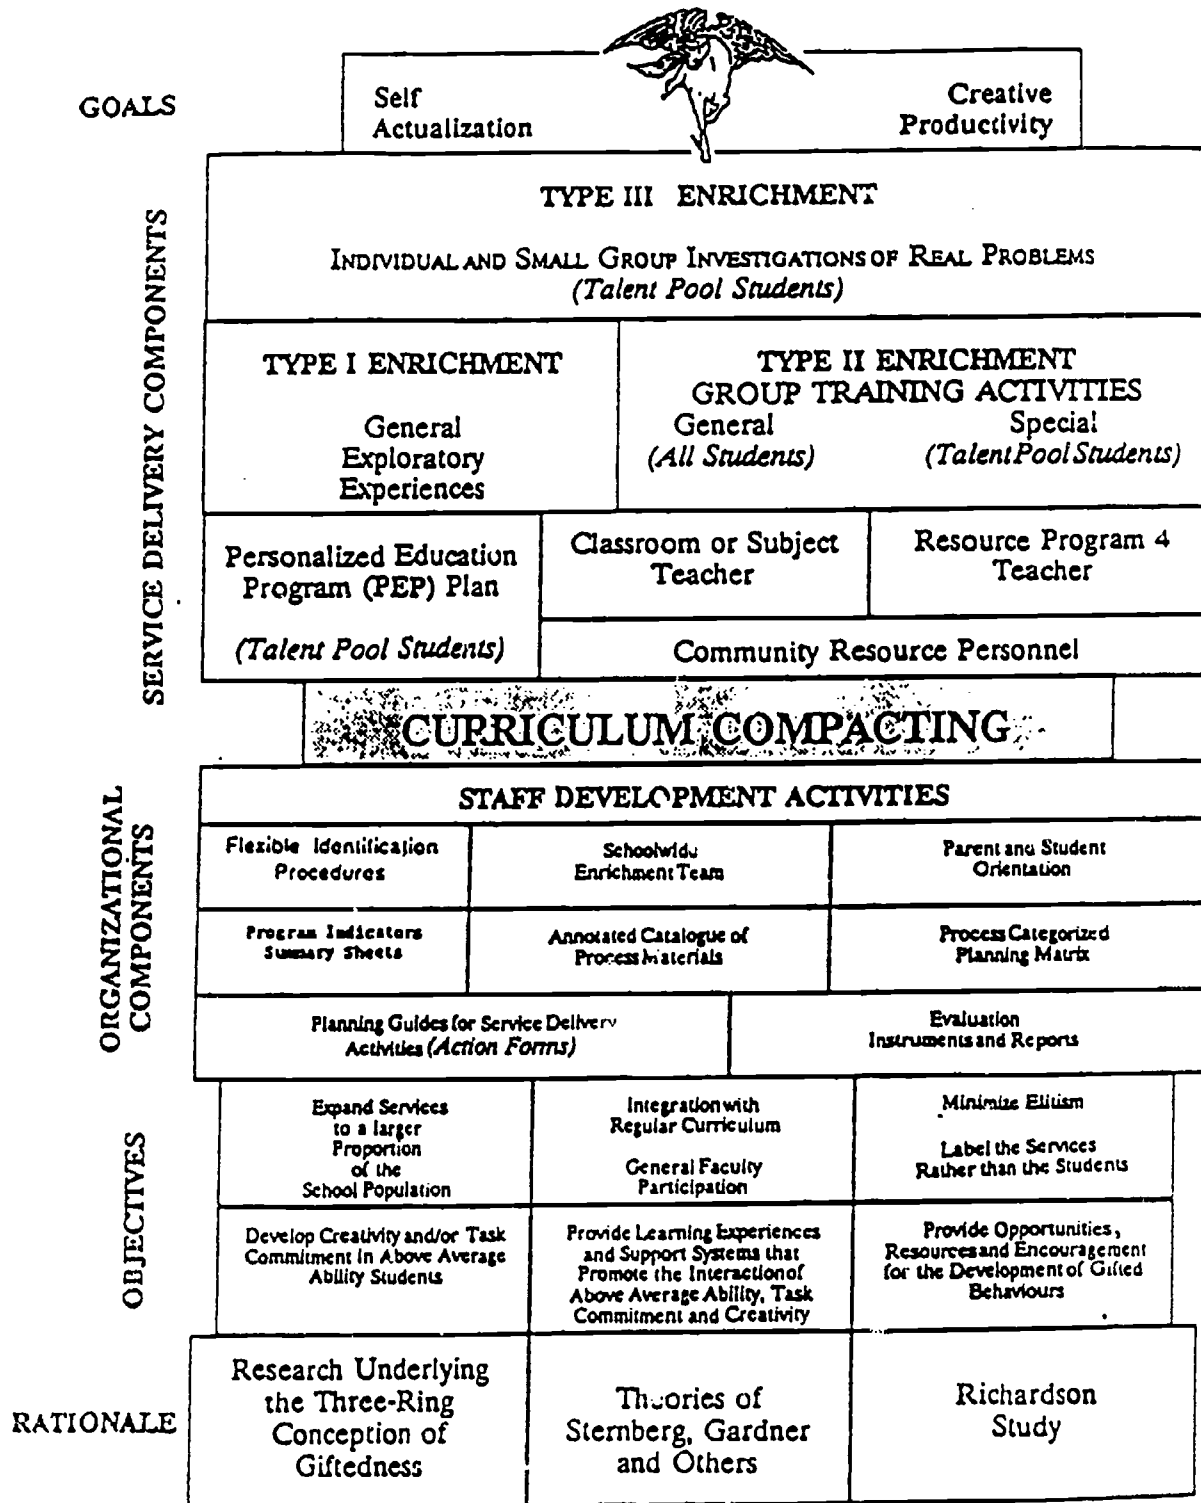 GOALS
Self
Actualization
Creative
Productivity
SERVICE DELIVERY COMPONENTS
TYPE III ENRICHMENT
INDIVIDUAL AND SMALL GROUP INVESTIGATIONS OF REAL PROBLEMS
(Talent Pool Students)
TYPE I ENRICHMENT
General
Exploratory
Experiences
TYPE II ENRICHMENT
GROUP TRAINING ACTIVITIES
General
(All Students)
Special
(Talent Pool Students)
Personalized Education
Program (PEP) Plan
(Talent Pool Students)
Classroom or Subject
Teacher
Resource Program 4
Teacher
Community Resource Personnel
CURRICULUM COMPACTING
ORGANIZATIONAL
COMPONENTS
STAFF DEVELOPMENT ACTIVITIES
Flexible Identification
Procedures
Schoolwide
Enrichment Team
Parent and Student
Orientation
Program Indicators
Summary Sheets
Annotated Catalogue of
Process Materials
Process Categorized
Planning Matrix
Planning Guides for Service Delivery
Activities (Action Forms)
Evaluation
Instruments and Reports
OBJECTIVES
Expand Services
to a larger
Proportion
of the
School Population
Integration with
Regular Curriculum
General Faculty
Participation
Minimize Elitism
Label the Services
Rather than the Students
Develop Creativity and/or Task
Commitment in Above Average
Ability Students
Provide Learning Experiences
and Support Systems that
Promote the Interaction of
Above Average Ability, Task
Commitment and Creativity
Provide Opportunities,
Resources and Encouragement
for the Development of Gifted
Behaviours
RATIONALE
Research Underlying
the Three-Ring
Conception of
Giftedness
Theories of
Sternberg, Gardner
and Others
Richardson
Study